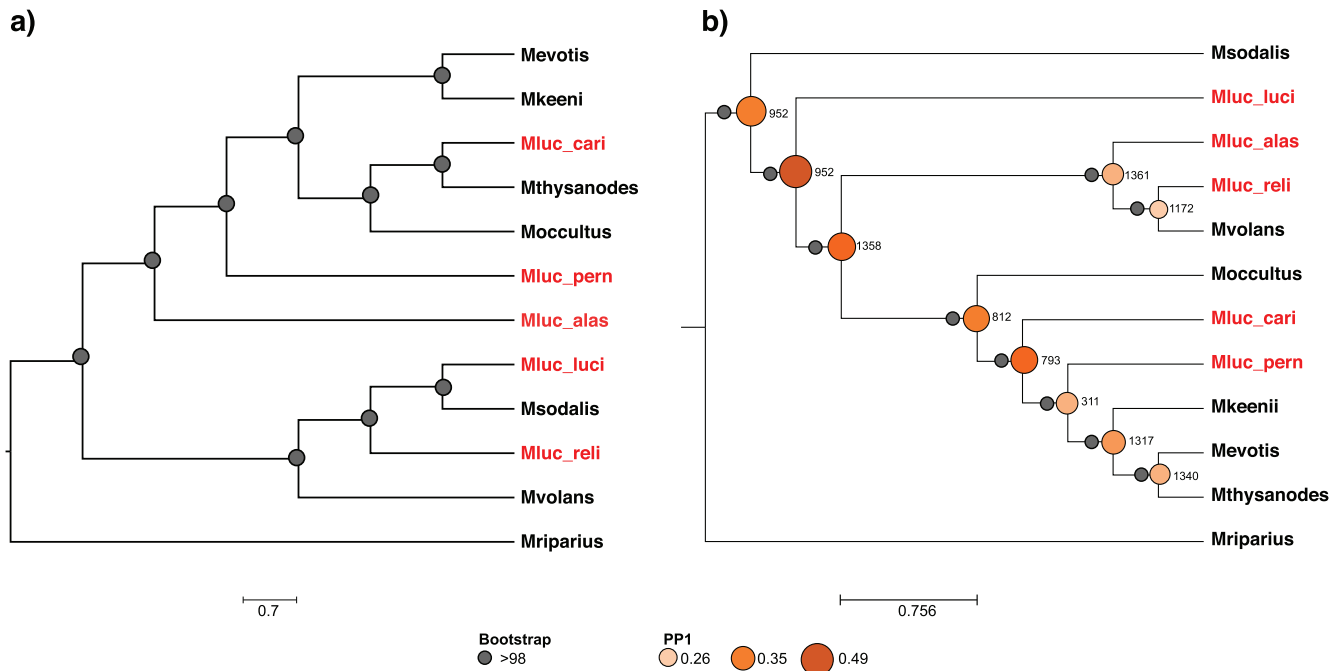 a)
Mevotis
Mkeeni
Mluc_cari
Mthysanodes
Moccultus
Mluc_pern
Mluc_alas
Mluc_luci
Msodalis
Mluc_reli
Mvolans
Mriparius
0.7
b)
Msodalis
952
Mluc_luci
952
Mluc_alas
1361
Mluc_reli
1172
Mvolans
1358
Moccultus
812
Mluc_cari
793
Mluc_pern
311
Mkeenii
1317
Mevotis
1340
Mthysanodes
Mriparius
0.756
Bootstrap
>98
PP1
0.26 0.35 0.49